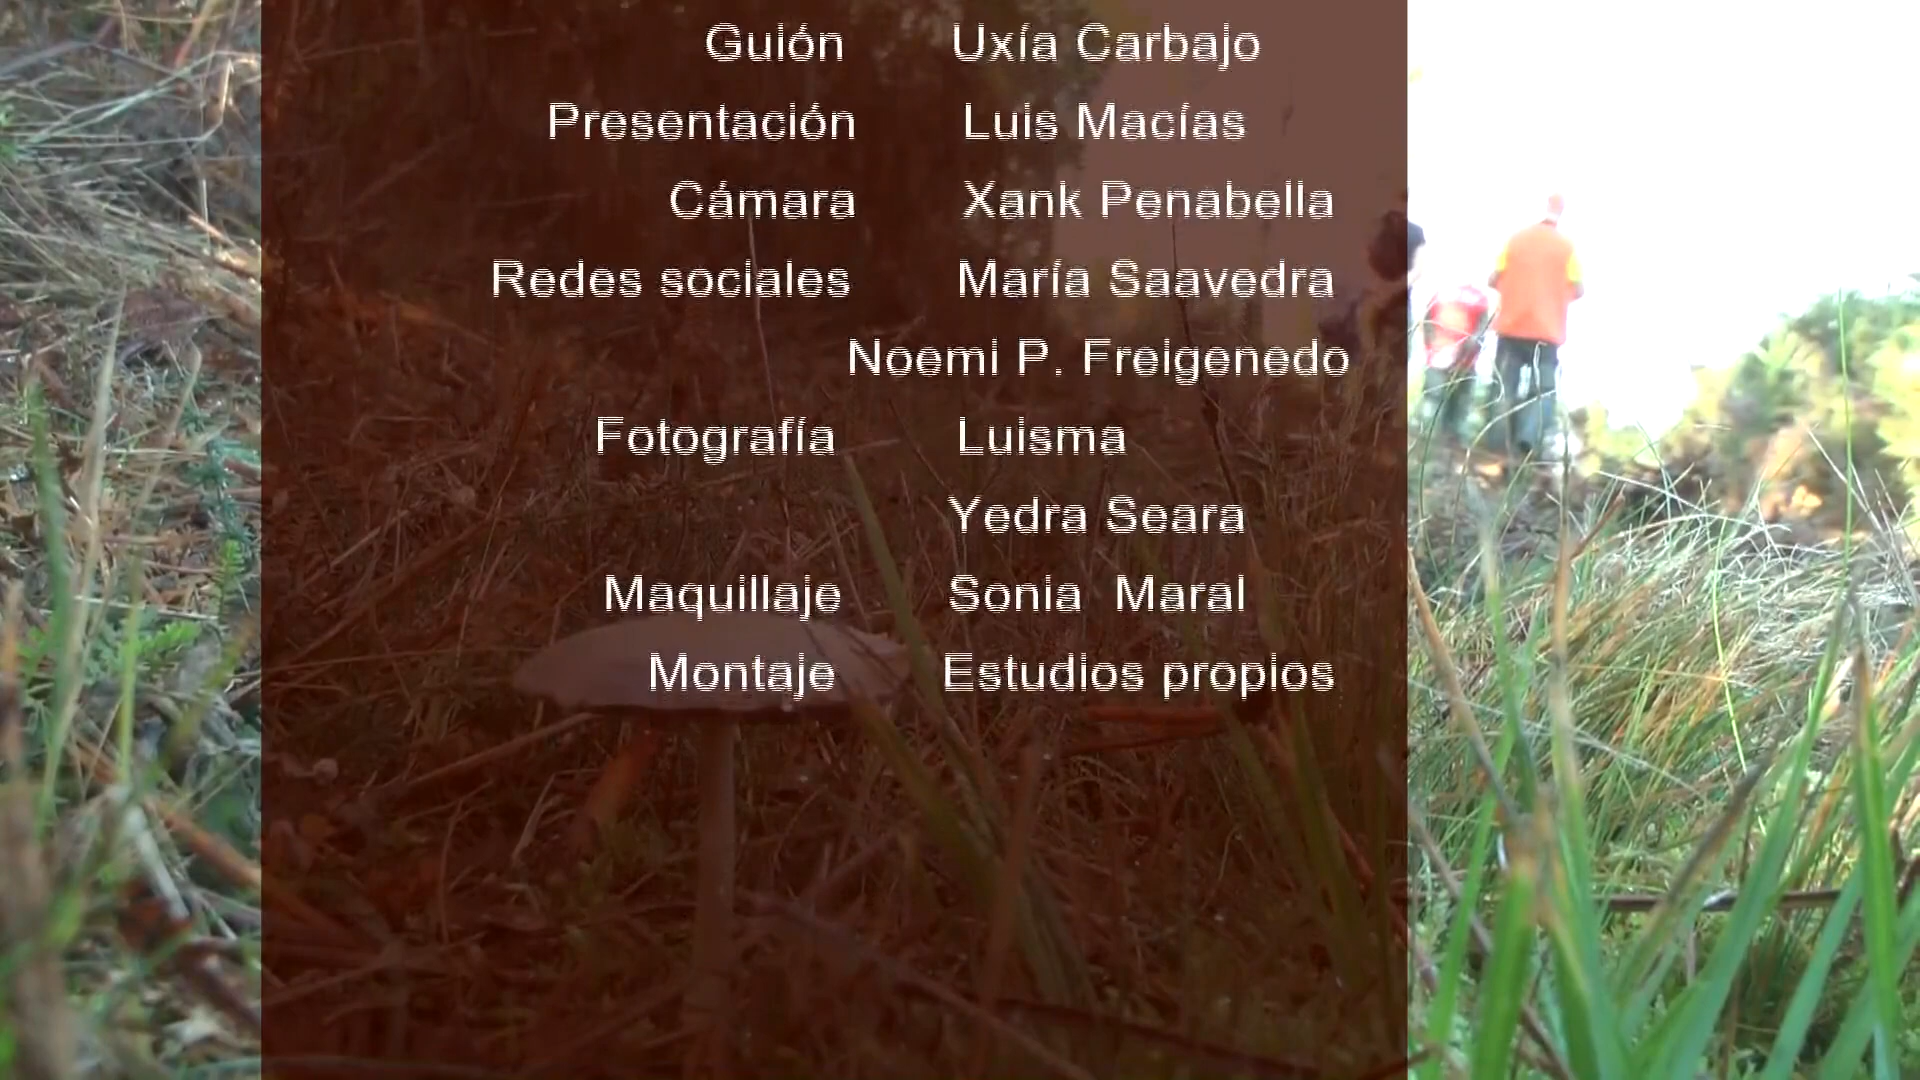 Guión Uxía Carbajo
Presentación Luis Macías
Cámara Xank Penabella
Redes sociales María Saavedra
Noemi P. Freigenedo
Fotografía Luisma
Yedra Seara
Maquillaje Sonia Maral
Montaje Estudios propios